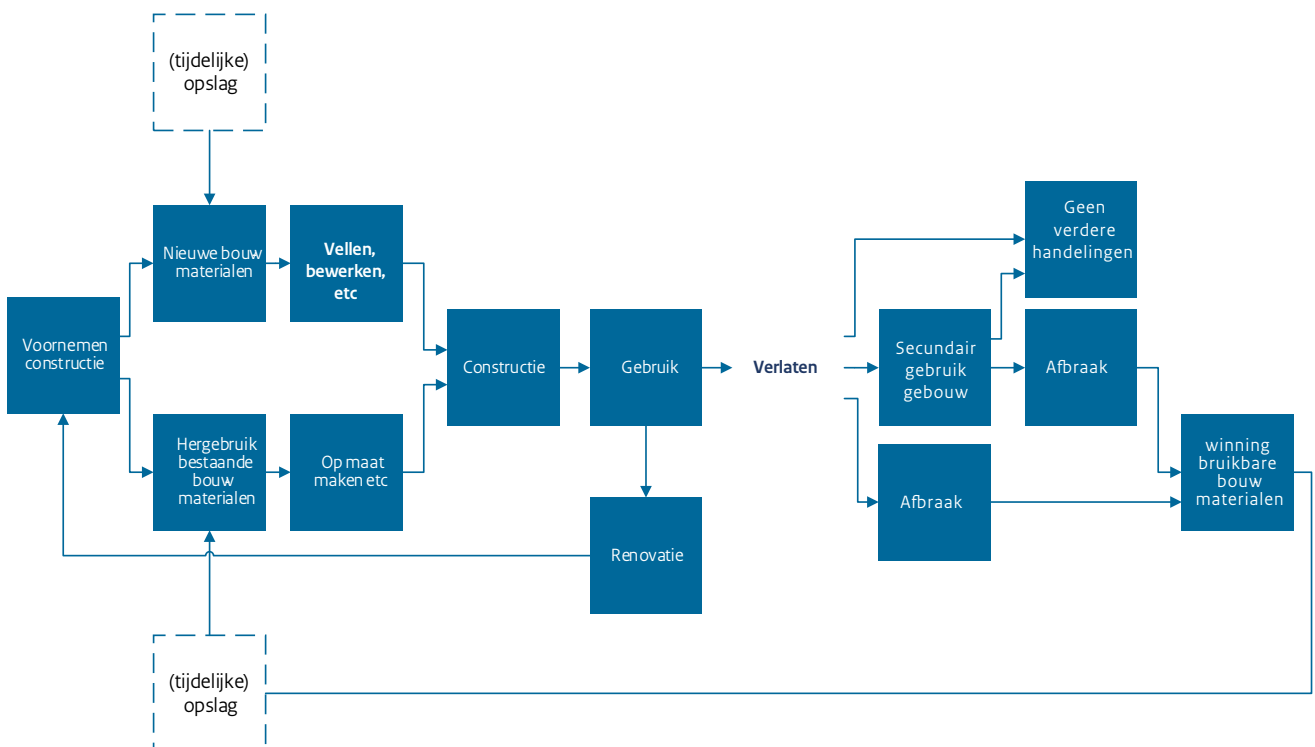 (tijdelijke)
opslag
Nieuwe bouw
materialen
Vellen,
bewerken,
etc
Voornemen
constructie
Hergebruik
bestaande
bouw
materialen
Op maat
maken etc
Constructie
Gebruik
Renovatie
Verlaten
Geen
verdere
handelingen
Secundair
gebruik
gebouw
Afbraak
Afbraak
winning
bruikbare
bouw
materialen
(tijdelijke)
opslag